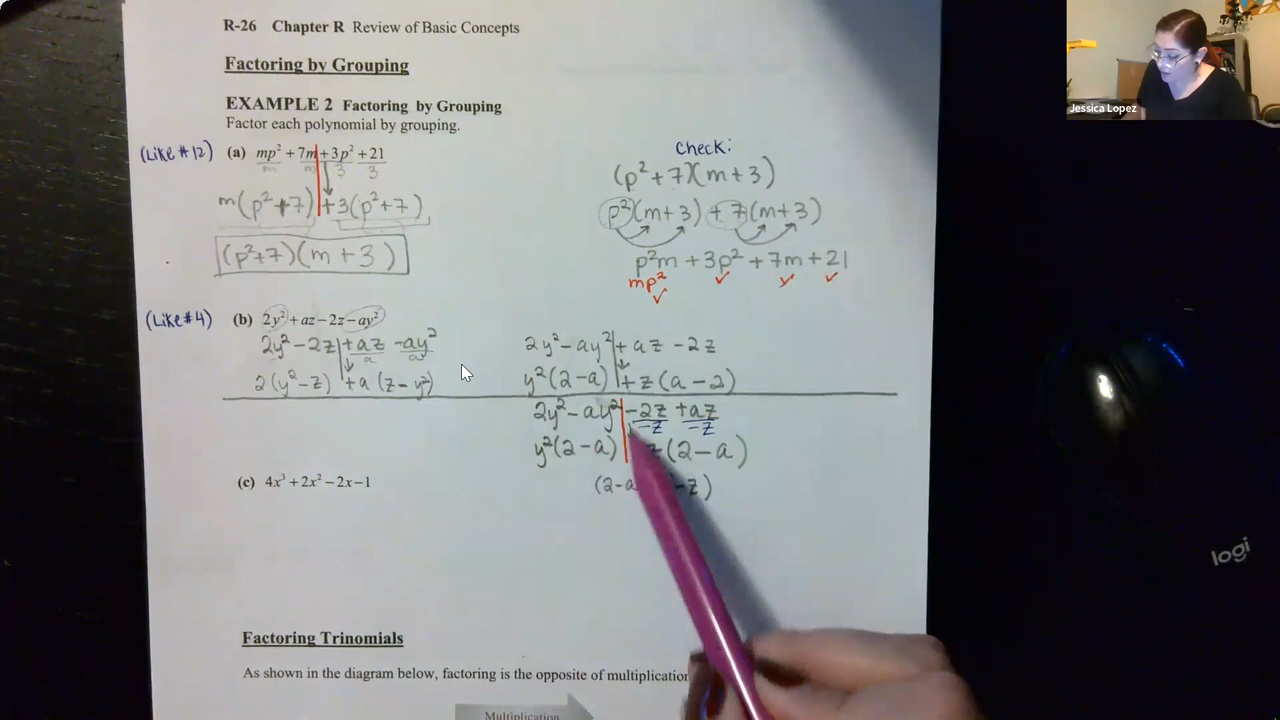 R-26 Chapter R Review of Basic Concepts
Jessica Lopez
Factoring by Grouping
EXAMPLE 2 Factoring by Grouping
Factor each polynomial by grouping.
(Like #12) (a) mp² + 7m + 3p² + 21
m m 3 3
m(p² + 7) + 3(p² + 7)
(p²+7)(m + 3)
check:
(p² + 7)(m + 3)
p²(m + 3) + 7(m + 3)
p²m + 3p² + 7m + 21
mp² ✓ ✓ ✓ ✓
(Like #4) (b) 2y² + az − 2z − ay²
2y² − 2z + az − ay²
a a
2(y² − z) + a(z − y²)
2y² − ay² + az − 2z
y²(2 − a) + z(a − 2)
2y² − ay² − 2z + az
−z −z
y²(2 − a) z(2 − a)
(2 − a − z)
(c) 4x³ + 2x² − 2x − 1
logi
Factoring Trinomials
As shown in the diagram below, factoring is the opposite of multiplication
Multiplication